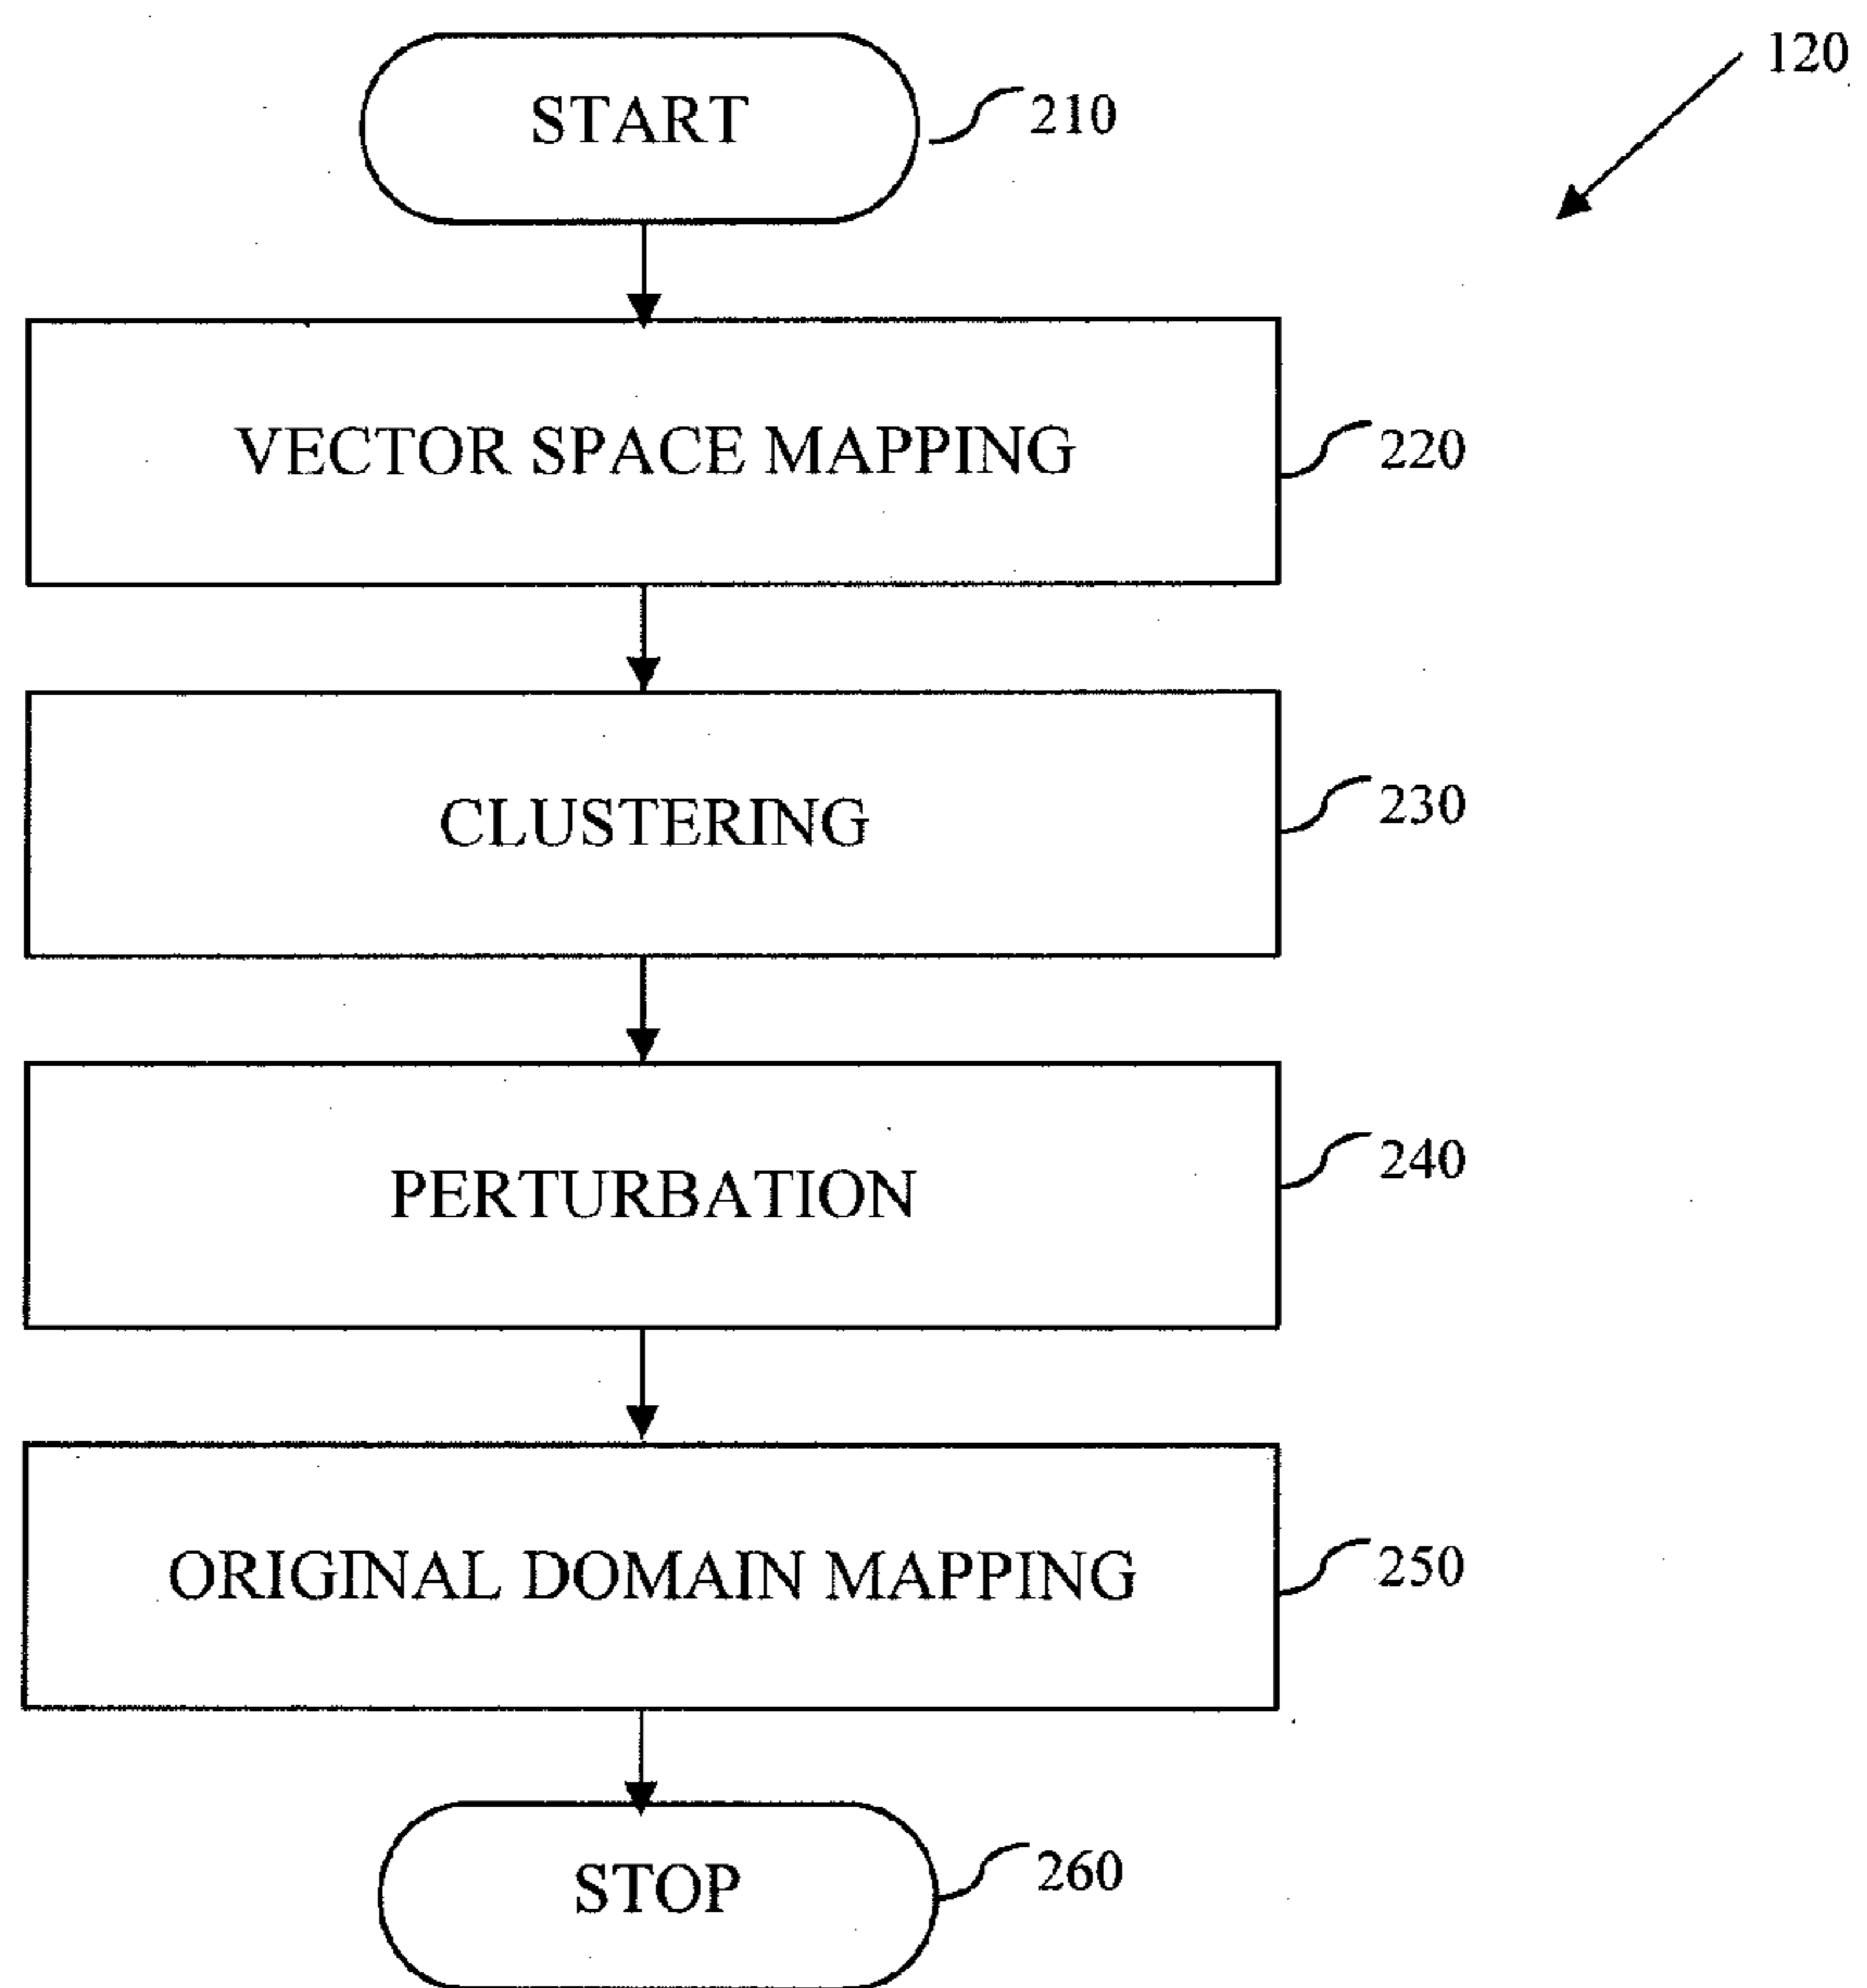 120
START
210
VECTOR SPACE MAPPING
220
CLUSTERING
230
PERTURBATION
240
ORIGINAL DOMAIN MAPPING
250
STOP
260